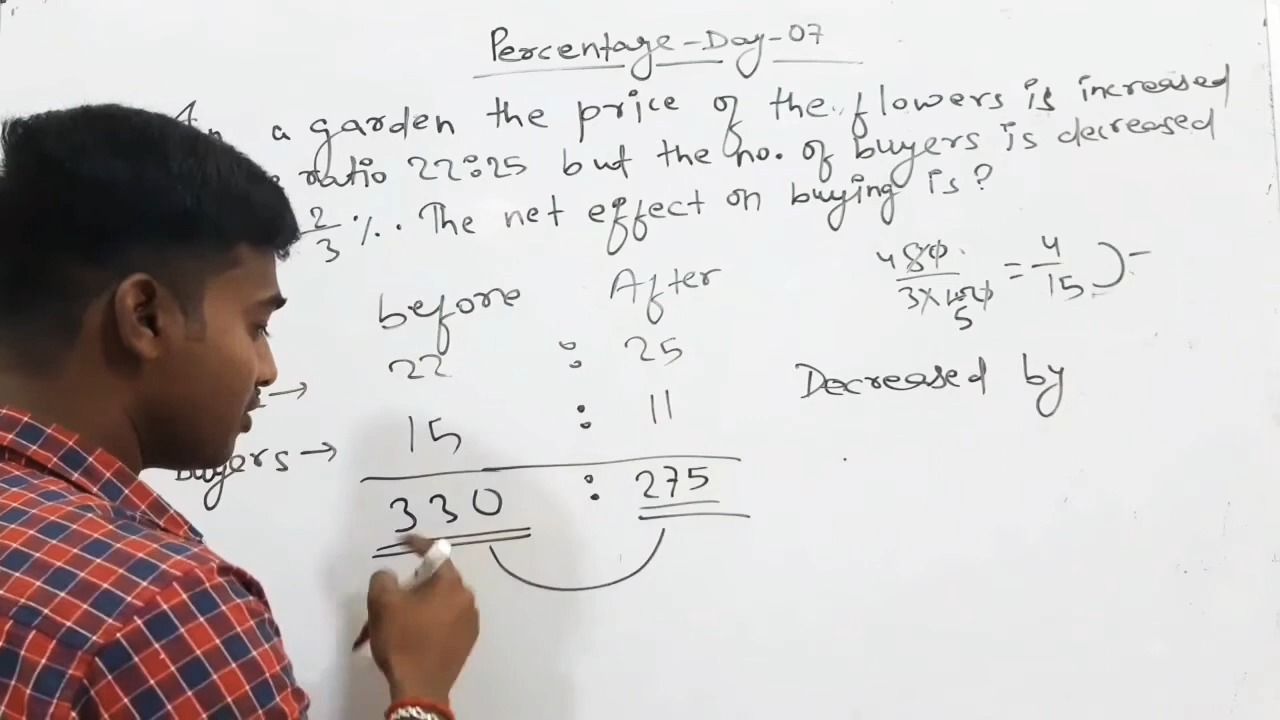 Percentage-Day-07
a garden the price of the flowers is increased
ratio 22:25 but the no. of buyers is decreased
2/3 %. The net effect on buying is?
before After
480/3×100 = 4/15 ) -
4 5
22 : 25
→
Decreased by
15 : 11
Buyers →
330 : 275